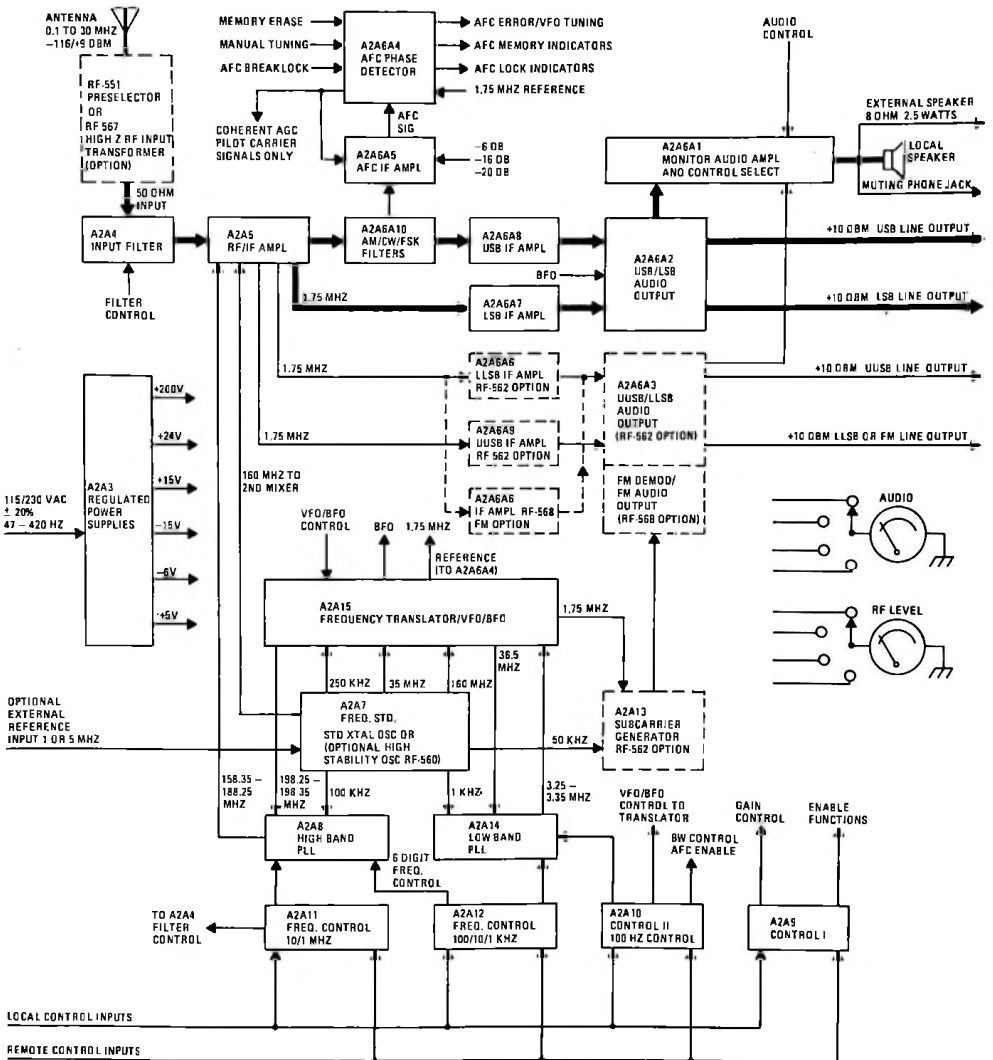 ANTENNA
0.1 TO 30 MHZ
–116/+9 DBM
RF-551
PRESELECTOR
OR
RF 567
HIGH Z RF INPUT
TRANSFORMER
(OPTION)
50 OHM
INPUT
A2A4
INPUT FILTER
FILTER
CONTROL
A2A5
RF/IF AMPL
MEMORY ERASE
MANUAL TUNING
AFC BREAKLOCK
A2A6A4
AFC PHASE
DETECTOR
AFC ERROR/VFO TUNING
AFC MEMORY INDICATORS
AFC LOCK INDICATORS
1.75 MHZ REFERENCE
COHERENT AGC
PILOT CARRIER
SIGNALS ONLY
AFC
SIG
A2A6A5
AFC IF AMPL
–6 DB
–16 DB
–20 DB
A2A6A10
AM/CW/FSK
FILTERS
A2A6A8
USB IF AMPL
1.75 MHZ
A2A6A7
LSB IF AMPL
BFO
A2A6A2
USB/LSB
AUDIO
OUTPUT
AUDIO
CONTROL
A2A6A1
MONITOR AUDIO AMPL
AND CONTROL SELECT
EXTERNAL SPEAKER
8 OHM 2.5 WATTS
LOCAL
SPEAKER
MUTING PHONE JACK
+10 DBM USB LINE OUTPUT
+10 DBM LSB LINE OUTPUT
1.75 MHZ
A2A6A6
LLSB IF AMPL
RF-562 OPTION
A2A6A3
UUSB/LLSB
AUDIO
OUTPUT
(RF-562 OPTION)
+10 DBM UUSB LINE OUTPUT
1.75 MHZ
A2A6A9
UUSB IF AMPL
RF 562 OPTION
+10 DBM LLSB OR FM LINE OUTPUT
A2A6A6
IF AMPL RF-568
FM OPTION
FM DEMOD/
FM AUDIO
OUTPUT
(RF-568 OPTION)
115/230 VAC
± 20%
47 – 420 HZ
A2A3
REGULATED
POWER
SUPPLIES
+200V
+24V
+15V
–15V
–6V
+5V
160 MHZ TO
2ND MIXER
VFO/BFO
CONTROL
BFO
1.75 MHZ
REFERENCE
(TO A2A6A4)
AUDIO
RF LEVEL
A2A15
FREQUENCY TRANSLATOR/VFO/BFO
1.75 MHZ
250 KHZ
35 MHZ
160 MHZ
36.5
MHZ
OPTIONAL
EXTERNAL
REFERENCE
INPUT 1 OR 5 MHZ
A2A7
FREQ. STD.
STD XTAL OSC OR
(OPTIONAL HIGH
STABILITY OSC RF-560)
50 KHZ
A2A13
SUBCARRIER
GENERATOR
RF-562 OPTION
158.35 –
188.25
MHZ
198.25 –
198.35
MHZ
100 KHZ
1 KHZ
3.25 –
3.35 MHZ
A2A8
HIGH BAND
PLL
A2A14
LOW BAND
PLL
6 DIGIT
FREQ.
CONTROL
VFO/BFO
CONTROL TO
TRANSLATOR
BW CONTROL
AFC ENABLE
GAIN
CONTROL
ENABLE
FUNCTIONS
TO A2A4
FILTER
CONTROL
A2A11
FREQ. CONTROL
10/1 MHZ
A2A12
FREQ. CONTROL
100/10/1 KHZ
A2A10
CONTROL II
100 HZ CONTROL
A2A9
CONTROL I
LOCAL CONTROL INPUTS
REMOTE CONTROL INPUTS